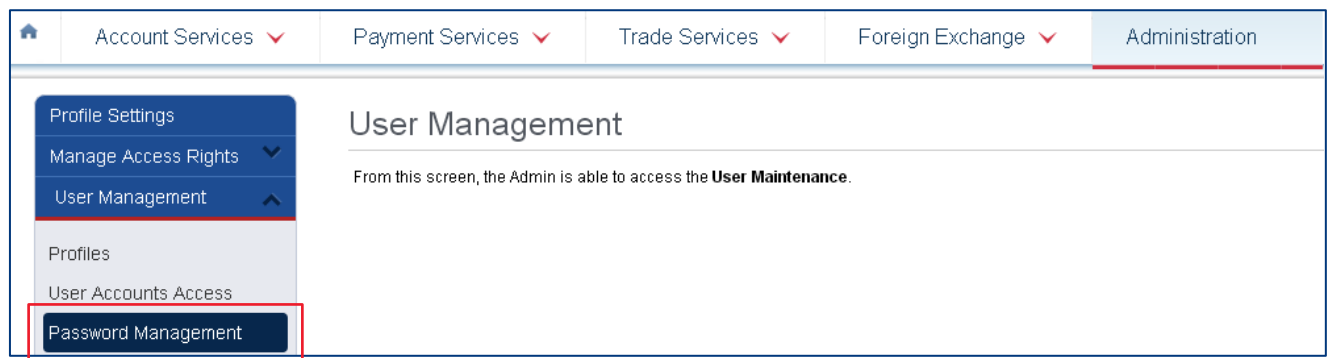 Account Services
Payment Services
Trade Services
Foreign Exchange
Administration
Profile Settings
Manage Access Rights
User Management
Profiles
User Accounts Access
Password Management
User Management
From this screen, the Admin is able to access the User Maintenance.